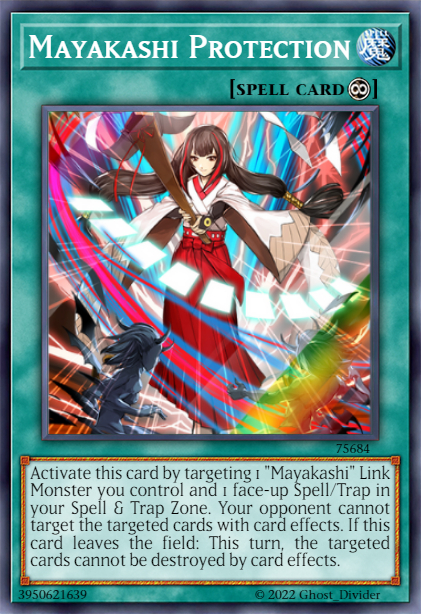 Mayakashi Protection 魔
[SPELL CARD]
75684
Activate this card by targeting 1 "Mayakashi" Link
Monster you control and 1 face-up Spell/Trap in
your Spell & Trap Zone. Your opponent cannot
target the targeted cards with card effects. If this
card leaves the field: This turn, the targeted
cards cannot be destroyed by card effects.
3950621639 © 2022 Ghost_Divider